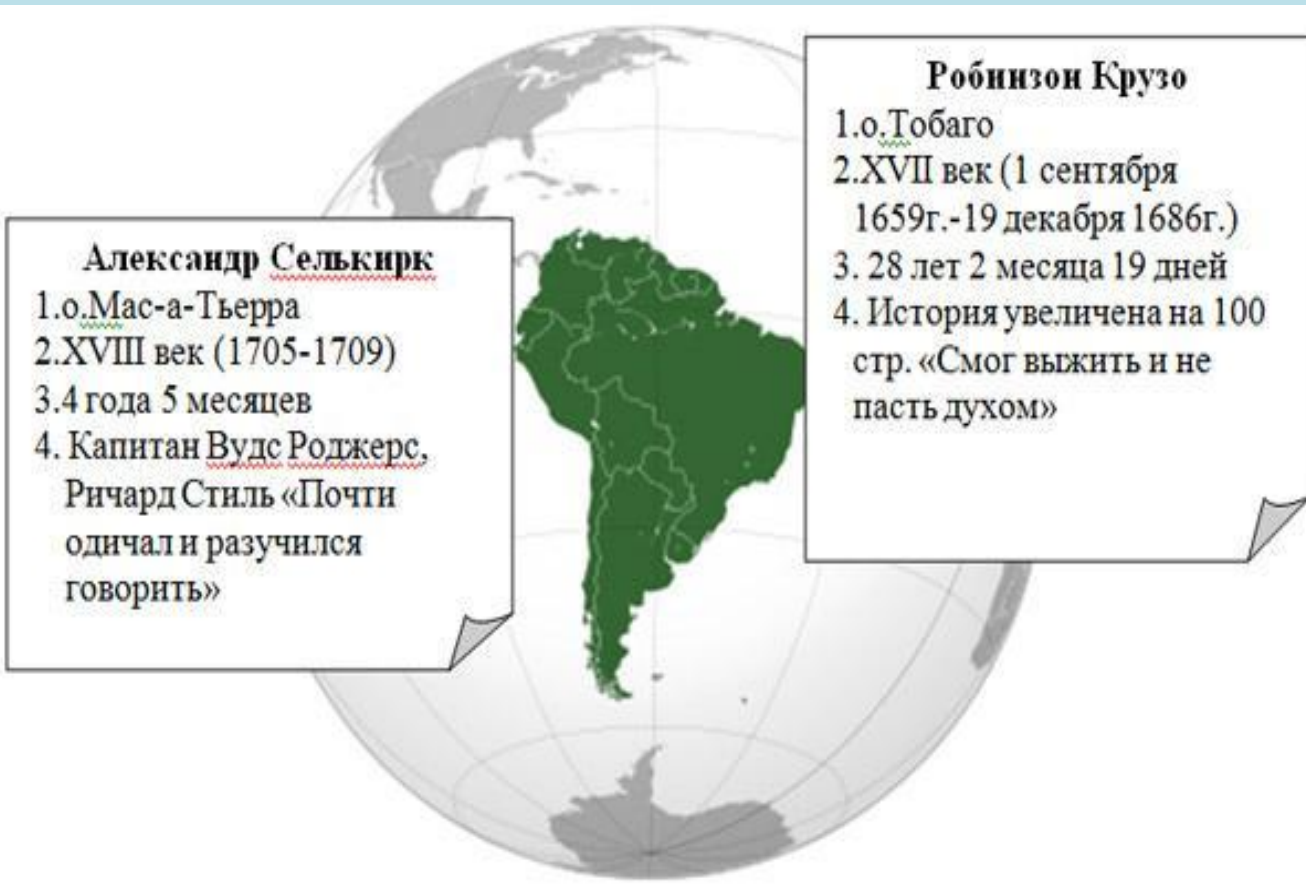 Александр Селькирк
1.о.Мас-а-Тьерра
2.XVIII век (1705-1709)
3.4 года 5 месяцев
4. Капитан Вудс Роджерс,
Ричард Стиль «Почти
одичал и разучился
говорить»
Робинзон Крузо
1.о.Тобаго
2.XVII век (1 сентября
1659г.-19 декабря 1686г.)
3. 28 лет 2 месяца 19 дней
4. История увеличена на 100
стр. «Смог выжить и не
пасть духом»